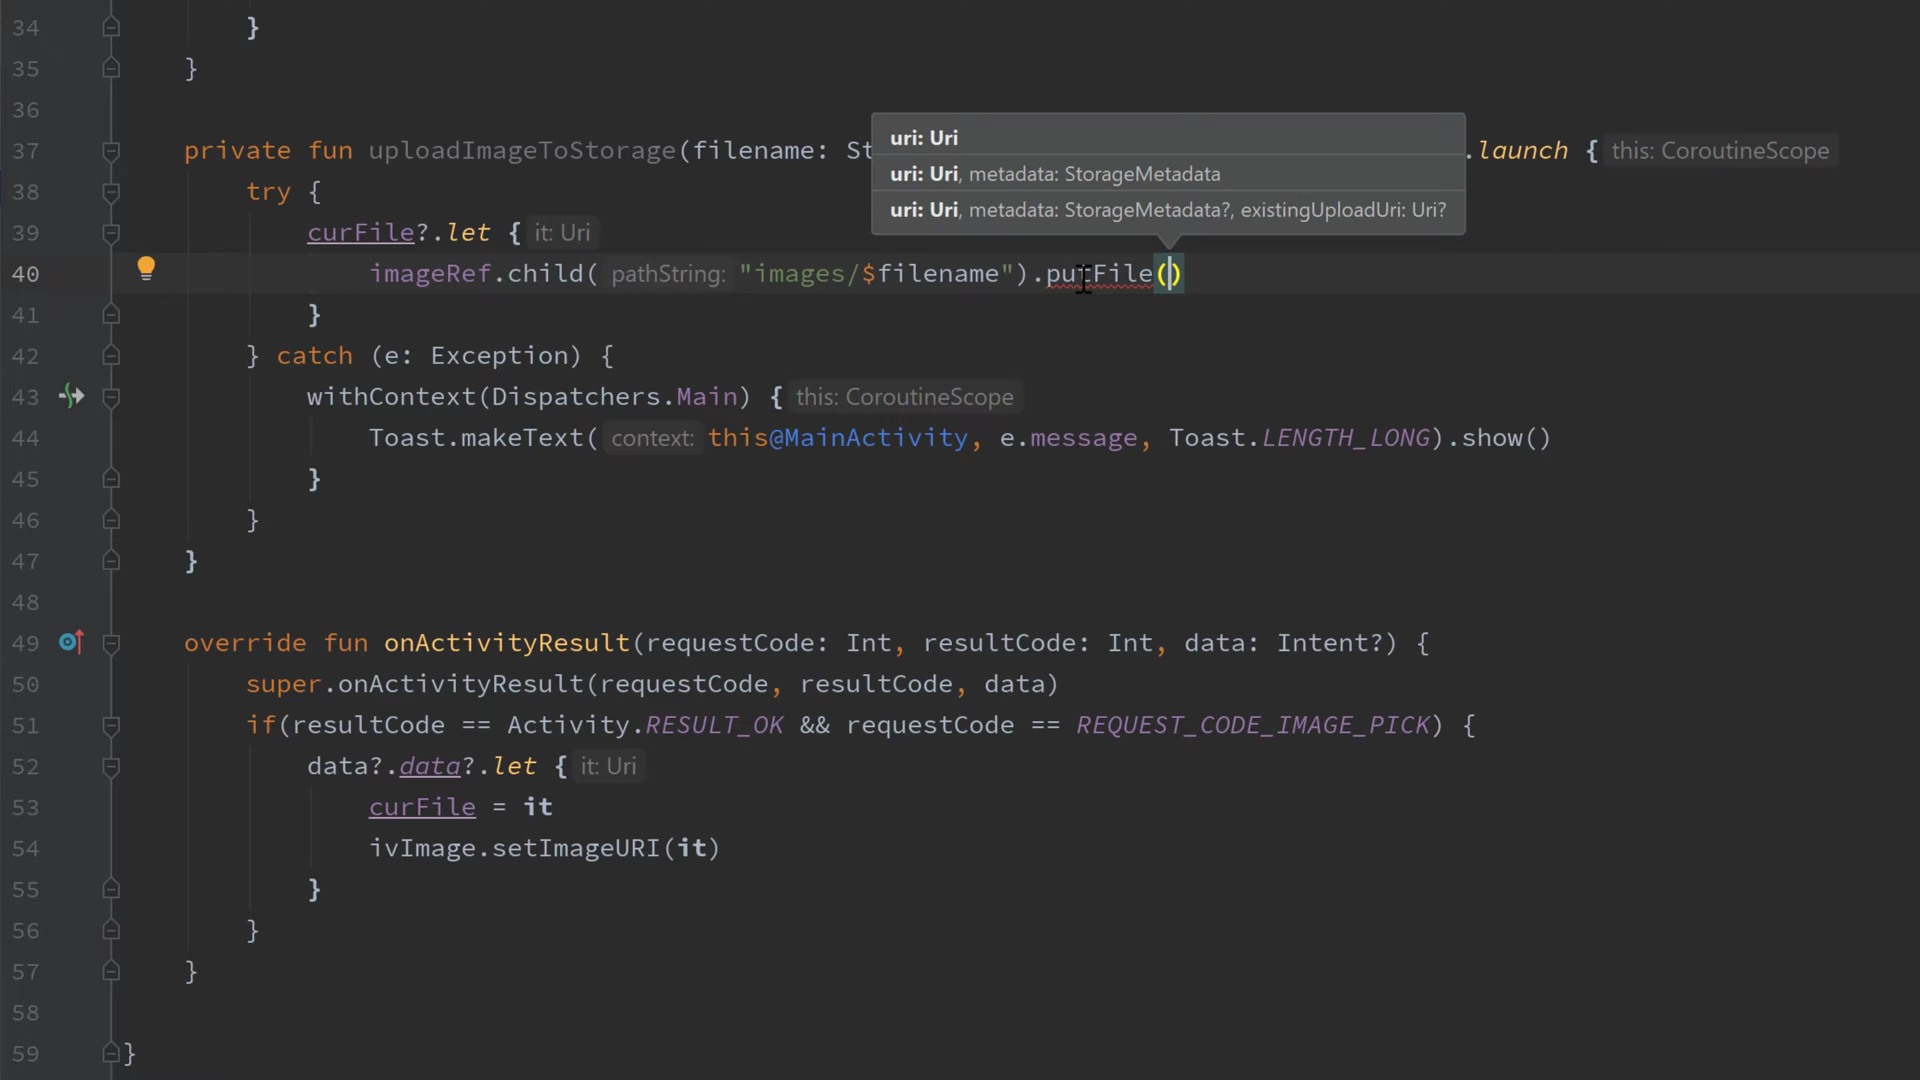 34 }
35 }
36
37 private fun uploadImageToStorage(filename: St .launch { this: CoroutineScope
uri: Uri
uri: Uri, metadata: StorageMetadata
uri: Uri, metadata: StorageMetadata?, existingUploadUri: Uri?
38 try {
39 curFile?.let { it: Uri
40 imageRef.child( pathString: "images/$filename").putFile()
41 }
42 } catch (e: Exception) {
43 withContext(Dispatchers.Main) { this: CoroutineScope
44 Toast.makeText( context: this@MainActivity, e.message, Toast.LENGTH_LONG).show()
45 }
46 }
47 }
48
49 override fun onActivityResult(requestCode: Int, resultCode: Int, data: Intent?) {
50 super.onActivityResult(requestCode, resultCode, data)
51 if(resultCode == Activity.RESULT_OK && requestCode == REQUEST_CODE_IMAGE_PICK) {
52 data?.data?.let { it: Uri
53 curFile = it
54 ivImage.setImageURI(it)
55 }
56 }
57 }
58
59 }